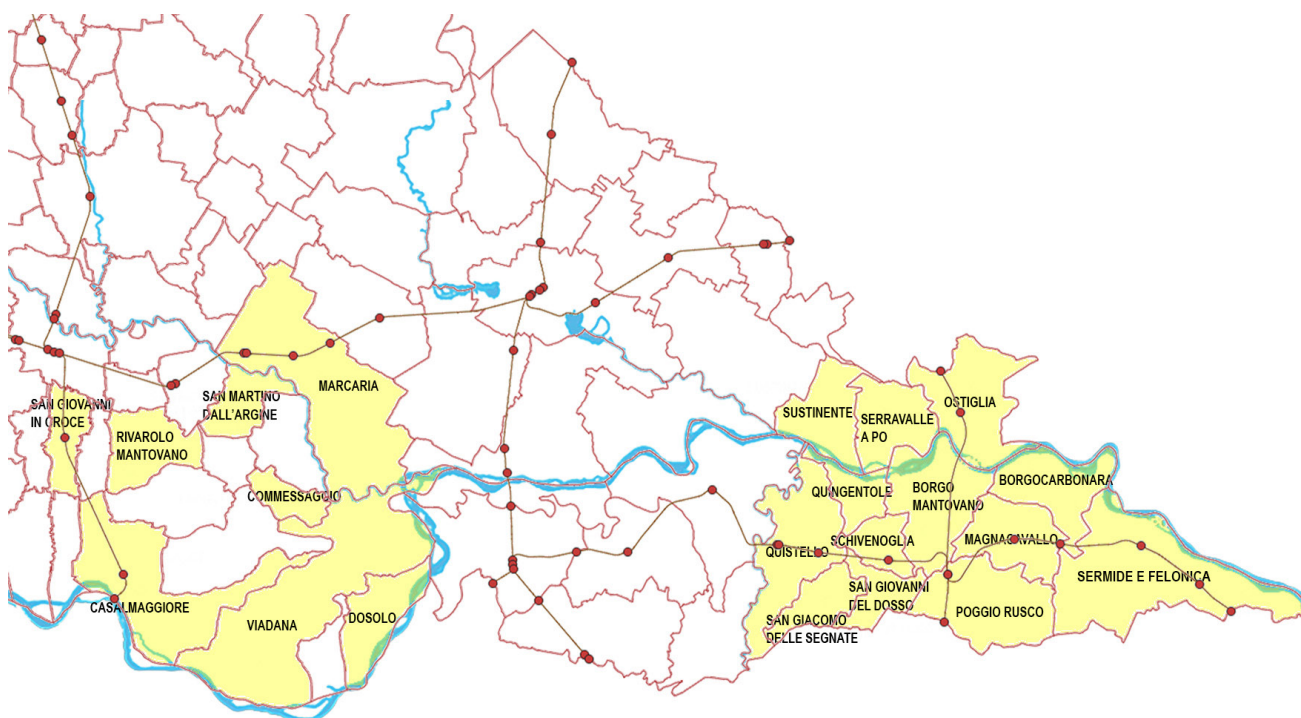 MARCARIA
SAN MARTINO
DALL'ARGINE
SAN GIOVANNI
IN CROCE
RIVAROLO
MANTOVANO
COMMESSAGGIO
CASALMAGGIORE
VIADANA
DOSOLO
SUSTINENTE
SERRAVALLE
A PO
OSTIGLIA
QUINGENTOLE
BORGO
MANTOVANO
BORGOCARBONARA
QUISTELLO
SCHIVENOGLIA
MAGNACAVALLO
SERMIDE E FELONICA
SAN GIOVANNI
DEL DOSSO
POGGIO RUSCO
SAN GIACOMO
DELLE SEGNATE